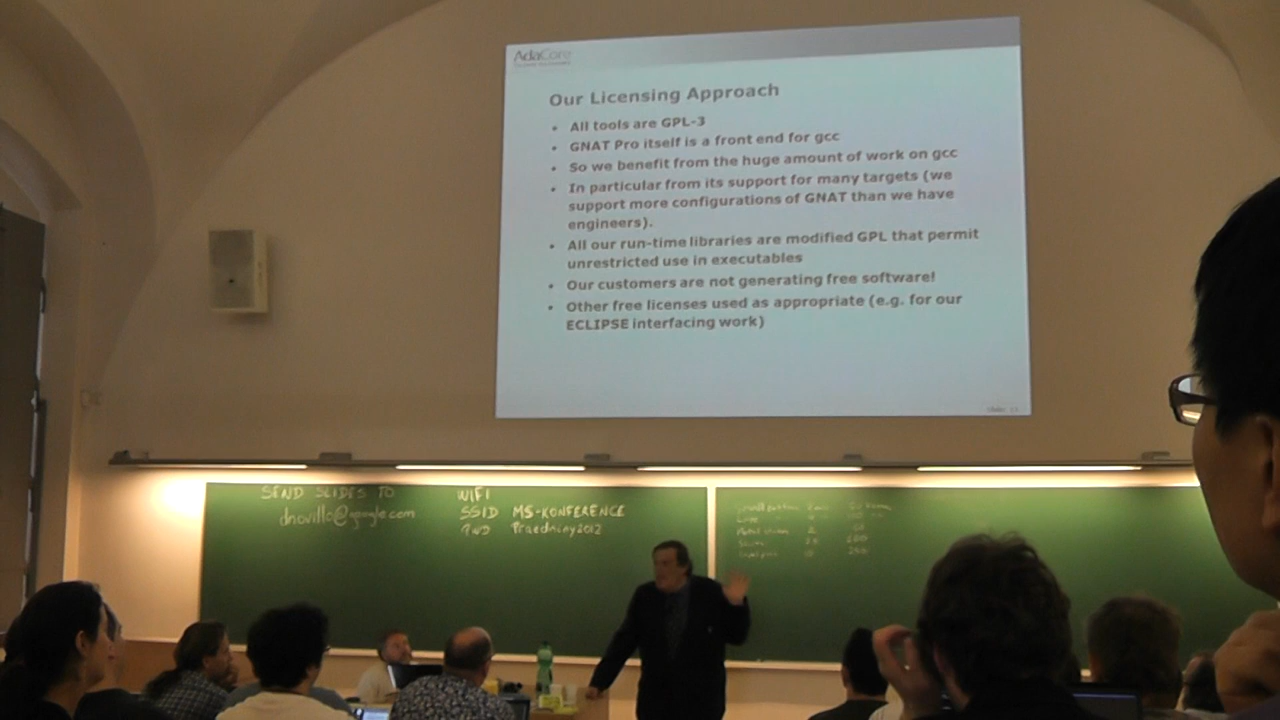 AdaCore
Our Licensing Approach
• All tools are GPL-3
• GNAT Pro itself is a front end for gcc
• So we benefit from the huge amount of work on gcc
• In particular from its support for many targets (we
support more configurations of GNAT than we have
engineers).
• All our run-time libraries are modified GPL that permit
unrestricted use in executables
• Our customers are not generating free software!
• Other free licenses used as appropriate (e.g. for our
ECLIPSE interfacing work)
SEND SLIDES TO
dnovillo@google.com
WIFI
SSID MS-KONFERENCE
PWD Praedniny2012